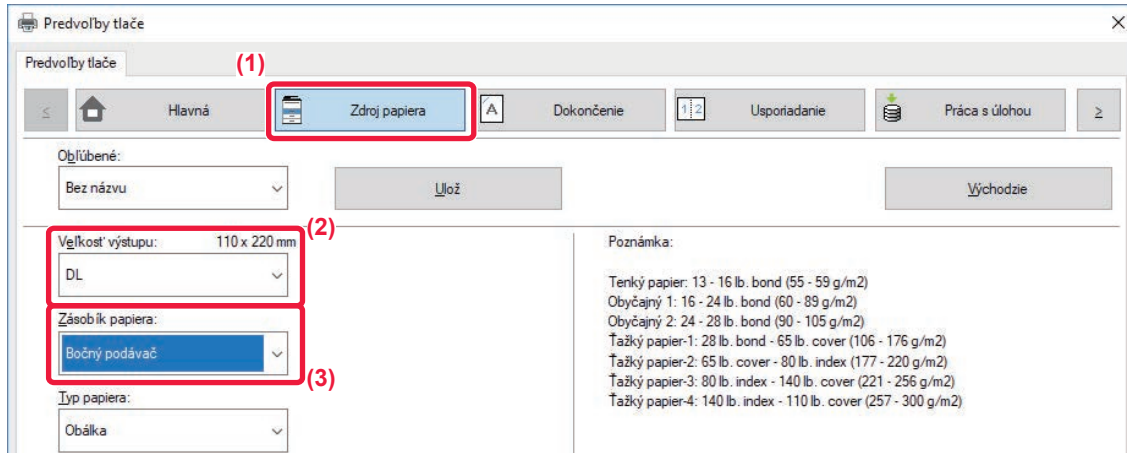 Predvoľby tlače
Predvoľby tlače
(1)
Hlavná
Zdroj papiera
Dokončenie
Usporiadanie
Práca s úlohou
Obľúbené:
Bez názvu
Ulož
Východzie
Veľkosť výstupu: 110 x 220 mm
(2)
DL
Zásobík papiera:
Bočný podávač
(3)
Typ papiera:
Obálka
Poznámka:
Tenký papier: 13 - 16 lb. bond (55 - 59 g/m2)
Obyčajný 1: 16 - 24 lb. bond (60 - 89 g/m2)
Obyčajný 2: 24 - 28 lb. bond (90 - 105 g/m2)
Ťažký papier-1: 28 lb. bond - 65 lb. cover (106 - 176 g/m2)
Ťažký papier-2: 65 lb. cover - 80 lb. index (177 - 220 g/m2)
Ťažký papier-3: 80 lb. index - 140 lb. cover (221 - 256 g/m2)
Ťažký papier-4: 140 lb. index - 110 lb. cover (257 - 300 g/m2)